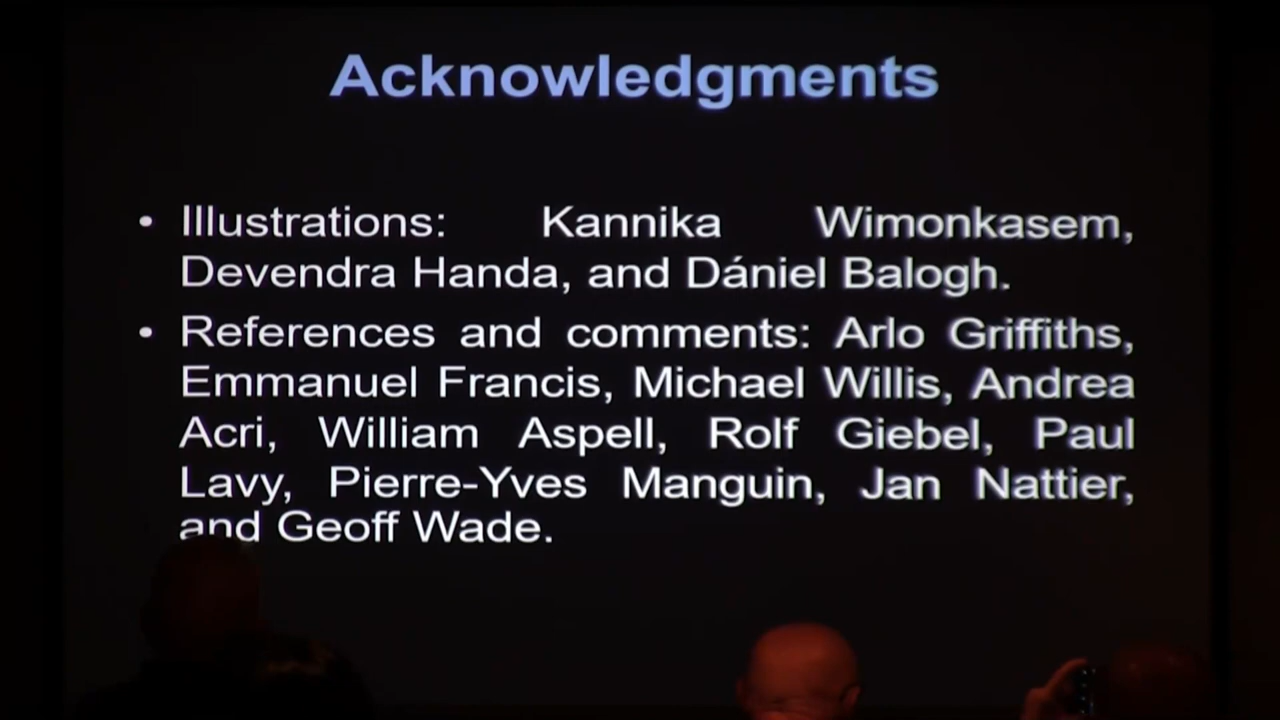 Acknowledgments
• Illustrations: Kannika Wimonkasem,
Devendra Handa, and Dániel Balogh.
• References and comments: Arlo Griffiths,
Emmanuel Francis, Michael Willis, Andrea
Acri, William Aspell, Rolf Giebel, Paul
Lavy, Pierre-Yves Manguin, Jan Nattier,
and Geoff Wade.